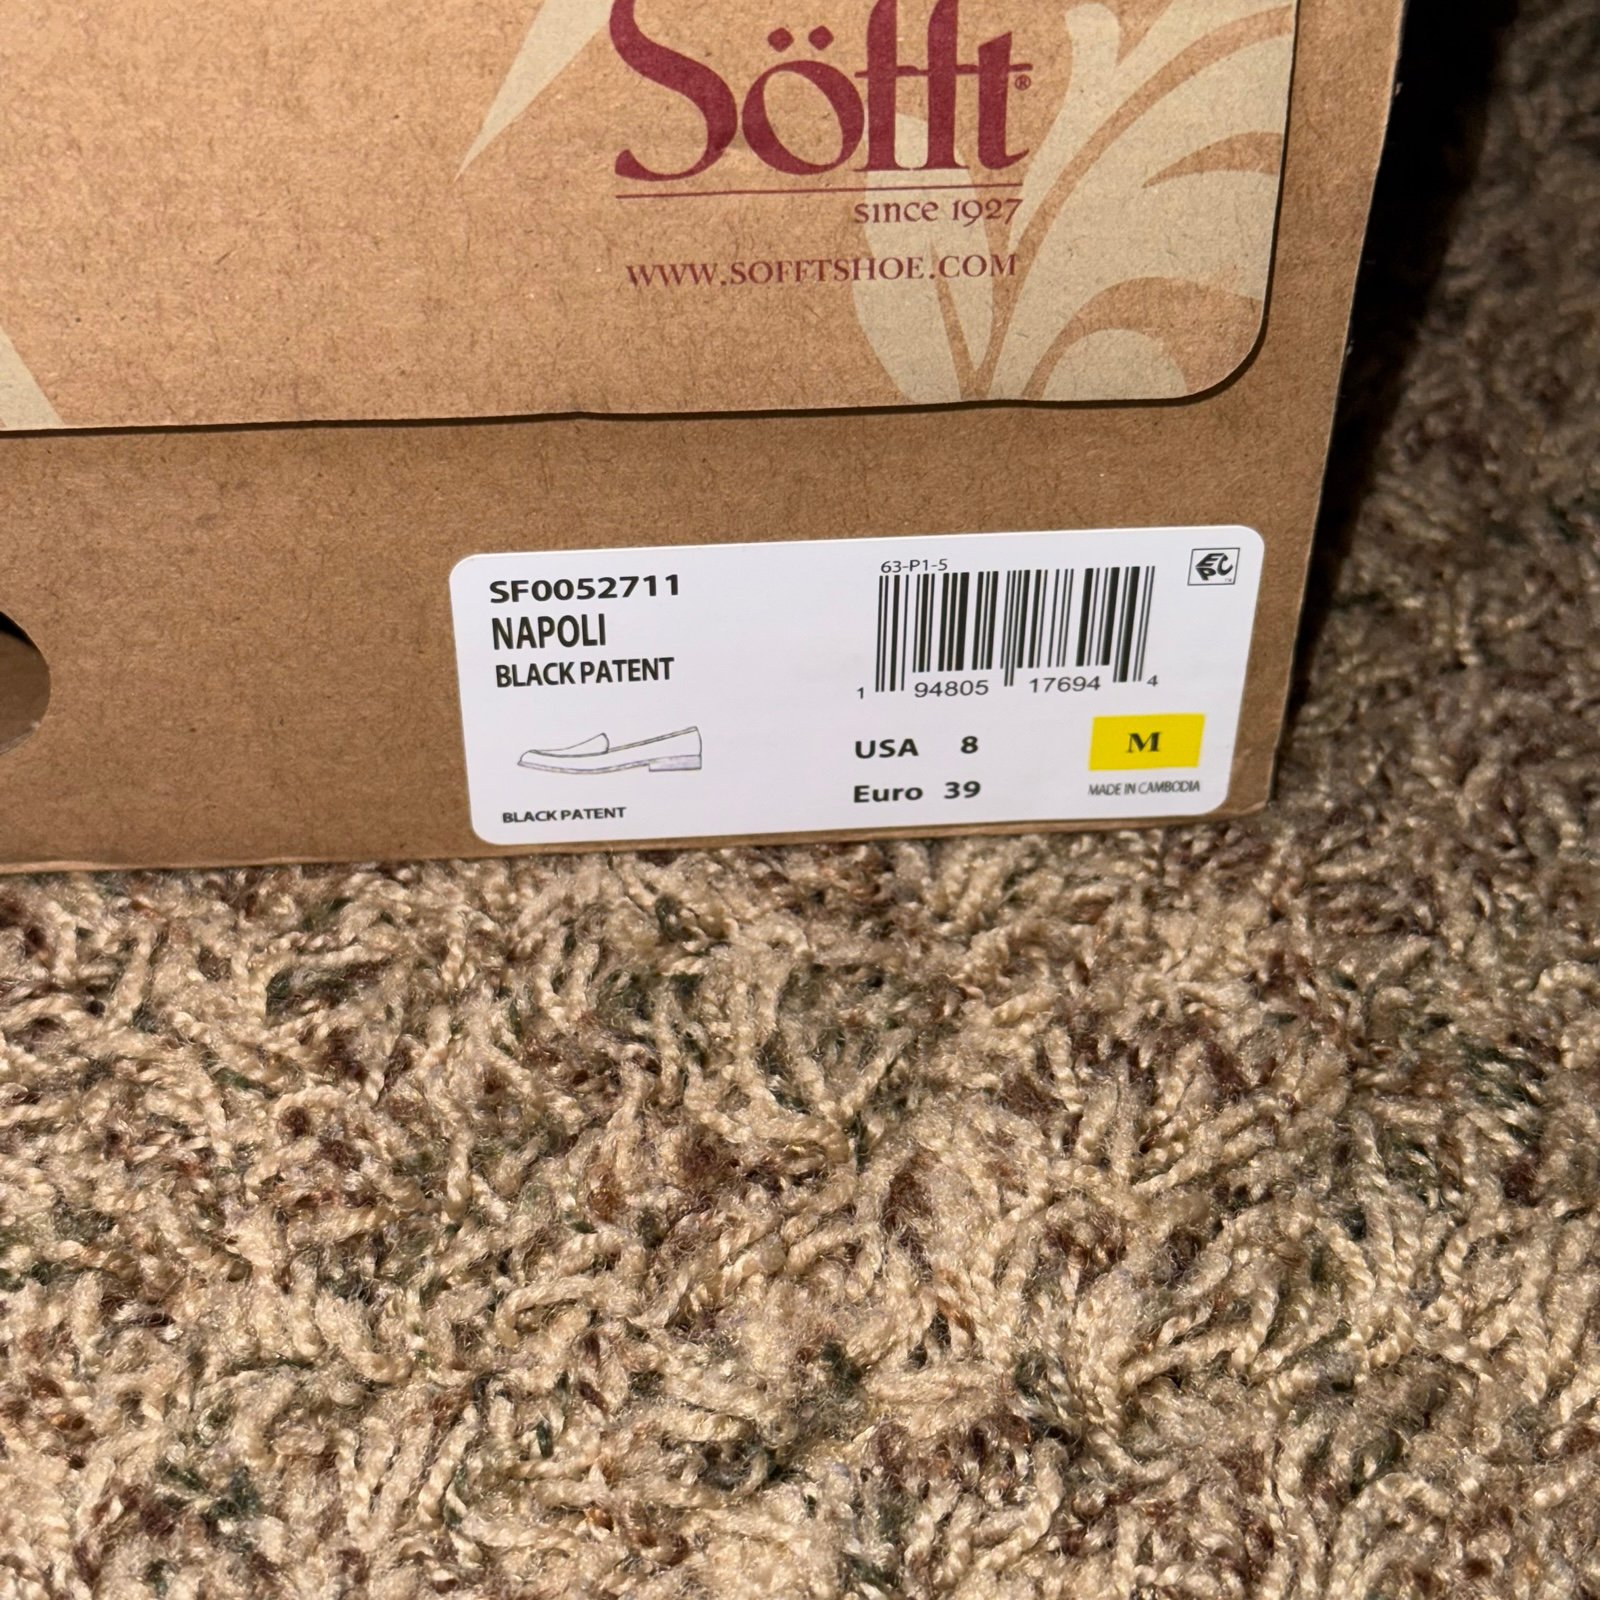 Söfft®
since 1927
WWW.SOFFTSHOE.COM
SF0052711
NAPOLI
BLACK PATENT
BLACK PATENT
63-P1-5
1 94805 17694 4
EPC™
USA 8
Euro 39
M
MADE IN CAMBODIA